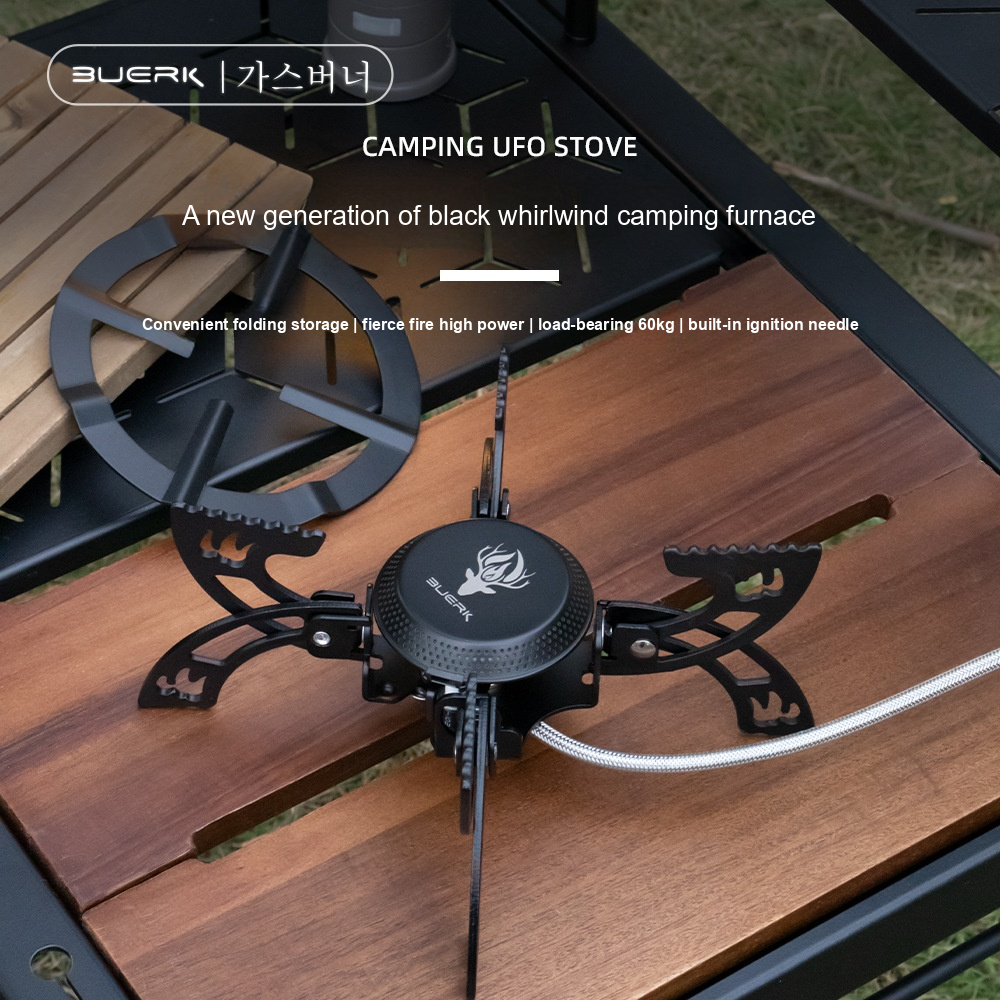 BUERK | 가스버너
CAMPING UFO STOVE
A new generation of black whirlwind camping furnace
Convenient folding storage | fierce fire high power | load-bearing 60kg | built-in ignition needle
BUERK